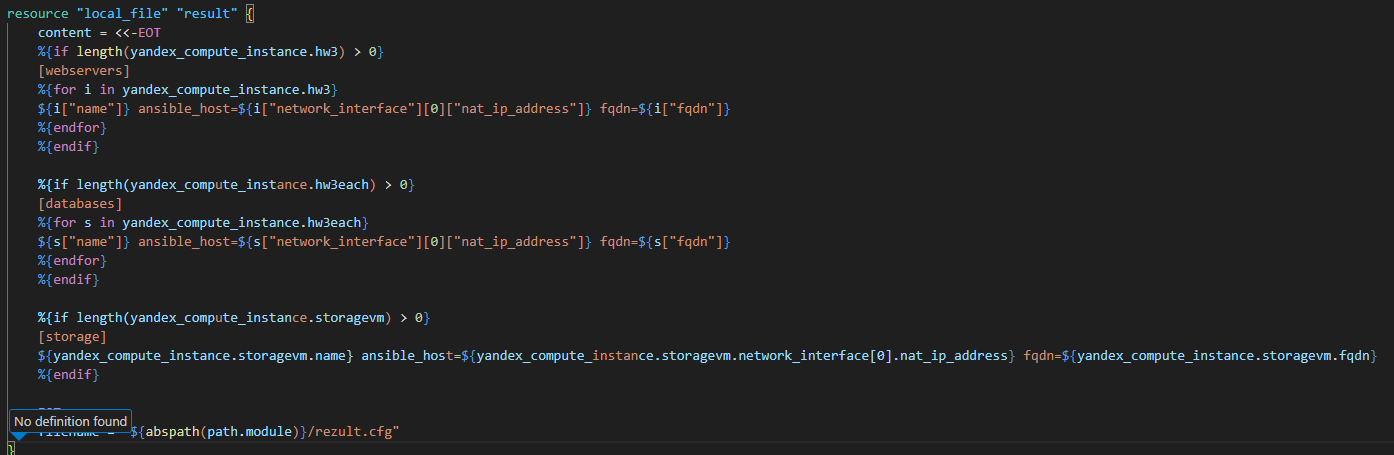 resource "local_file" "result" {
    content = <<-EOT
    %{if length(yandex_compute_instance.hw3) > 0}
    [webservers]
    %{for i in yandex_compute_instance.hw3}
    ${i["name"]} ansible_host=${i["network_interface"][0]["nat_ip_address"]} fqdn=${i["fqdn"]}
    %{endfor}
    %{endif}

    %{if length(yandex_compute_instance.hw3each) > 0}
    [databases]
    %{for s in yandex_compute_instance.hw3each}
    ${s["name"]} ansible_host=${s["network_interface"][0]["nat_ip_address"]} fqdn=${s["fqdn"]}
    %{endfor}
    %{endif}

    %{if length(yandex_compute_instance.storagevm) > 0}
    [storage]
    ${yandex_compute_instance.storagevm.name} ansible_host=${yandex_compute_instance.storagevm.network_interface[0].nat_ip_address} fqdn=${yandex_compute_instance.storagevm.fqdn}
    %{endif}

No definition found
    ${abspath(path.module)}/rezult.cfg"
}